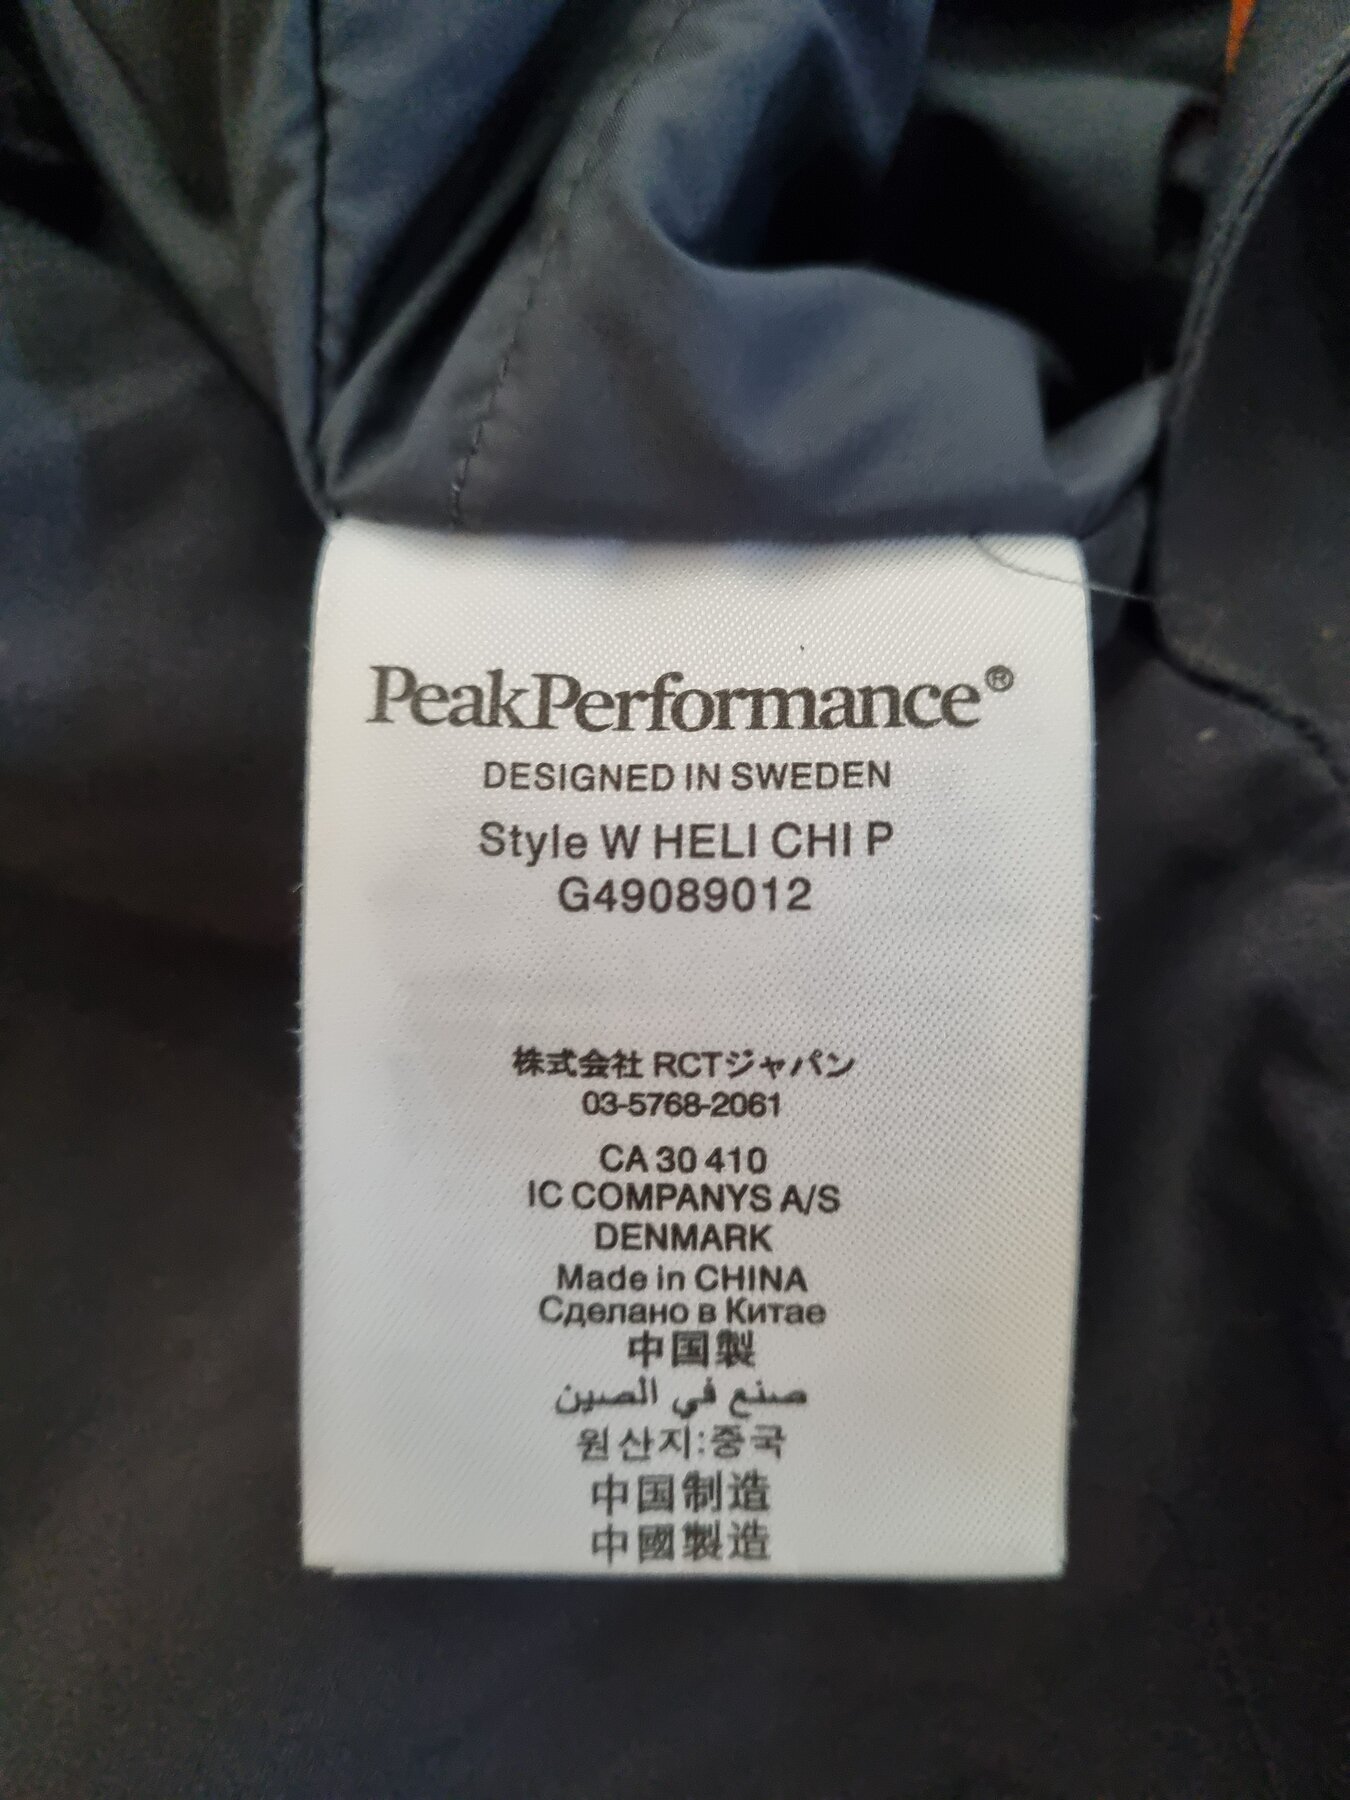 PeakPerformance®
DESIGNED IN SWEDEN
Style W HELI CHI P
G49089012
株式会社 RCTジャパン
03-5768-2061
CA 30 410
IC COMPANYS A/S
DENMARK
Made in CHINA
Сделано в Китае
中国製
صنع في الصين
원산지:중국
中国制造
中國製造